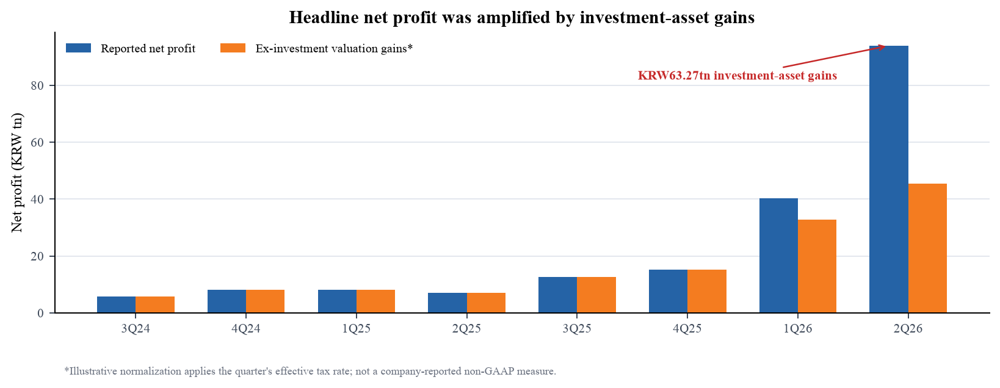 Headline net profit was amplified by investment-asset gains
Reported net profit
Ex-investment valuation gains*
KRW63.27tn investment-asset gains
Net profit (KRW tn)
80
60
40
20
0
3Q24
4Q24
1Q25
2Q25
3Q25
4Q25
1Q26
2Q26
*Illustrative normalization applies the quarter's effective tax rate; not a company-reported non-GAAP measure.